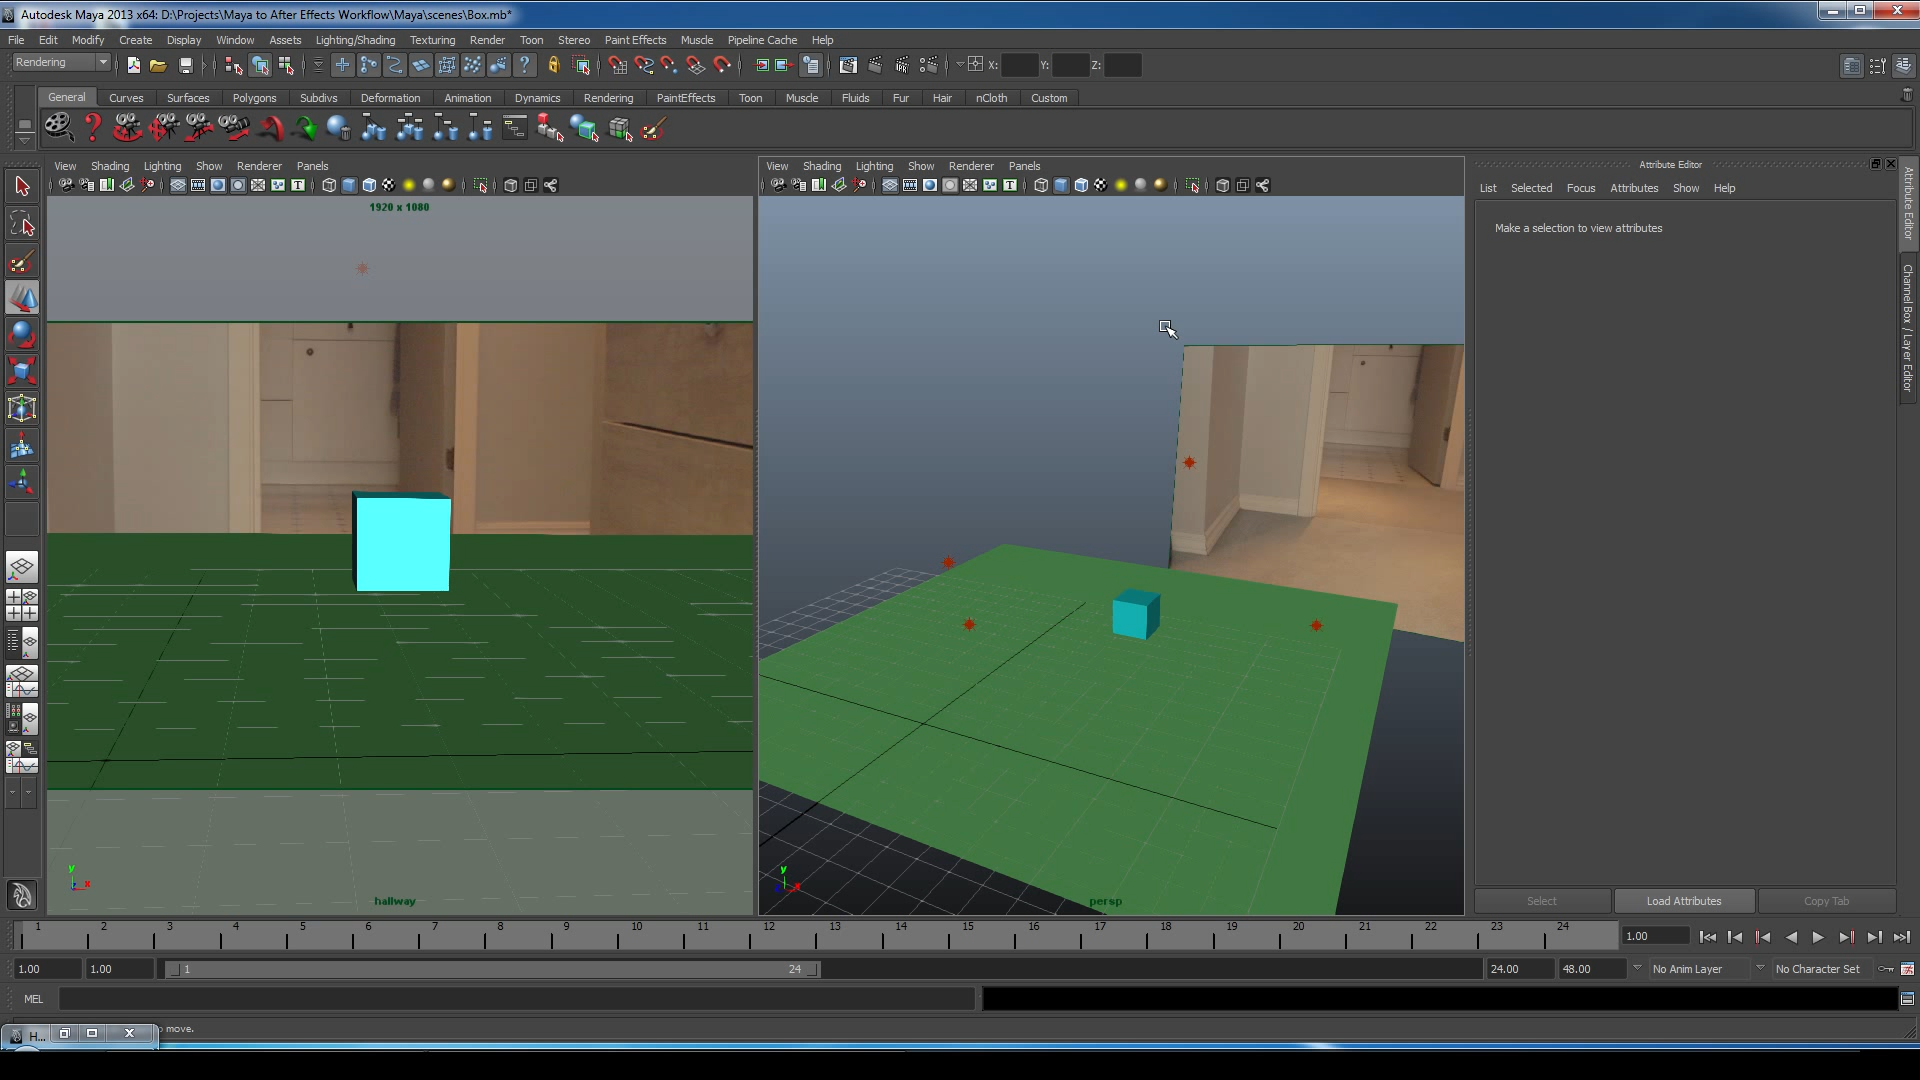 Autodesk Maya 2013 x64: D:\Projects\Maya to After Effects Workflow\Maya\scenes\Box.mb*
File Edit Modify Create Display Window Assets Lighting/Shading Texturing Render Toon Stereo Paint Effects Muscle Pipeline Cache Help
Rendering X: Y: Z:
General Curves Surfaces Polygons Subdivs Deformation Animation Dynamics Rendering PaintEffects Toon Muscle Fluids Fur Hair nCloth Custom
View Shading Lighting Show Renderer Panels
View Shading Lighting Show Renderer Panels
Attribute Editor
List Selected Focus Attributes Show Help
Make a selection to view attributes
Attribute Editor
Channel Box / Layer Editor
1920 x 1080
y
x
hallway
y
x
persp
Select Load Attributes Copy Tab
1 2 3 4 5 6 7 8 9 10 11 12 13 14 15 16 17 18 19 20 21 22 23 24 1.00
1.00 1.00 1 24 24.00 48.00 No Anim Layer No Character Set
MEL
H... move.